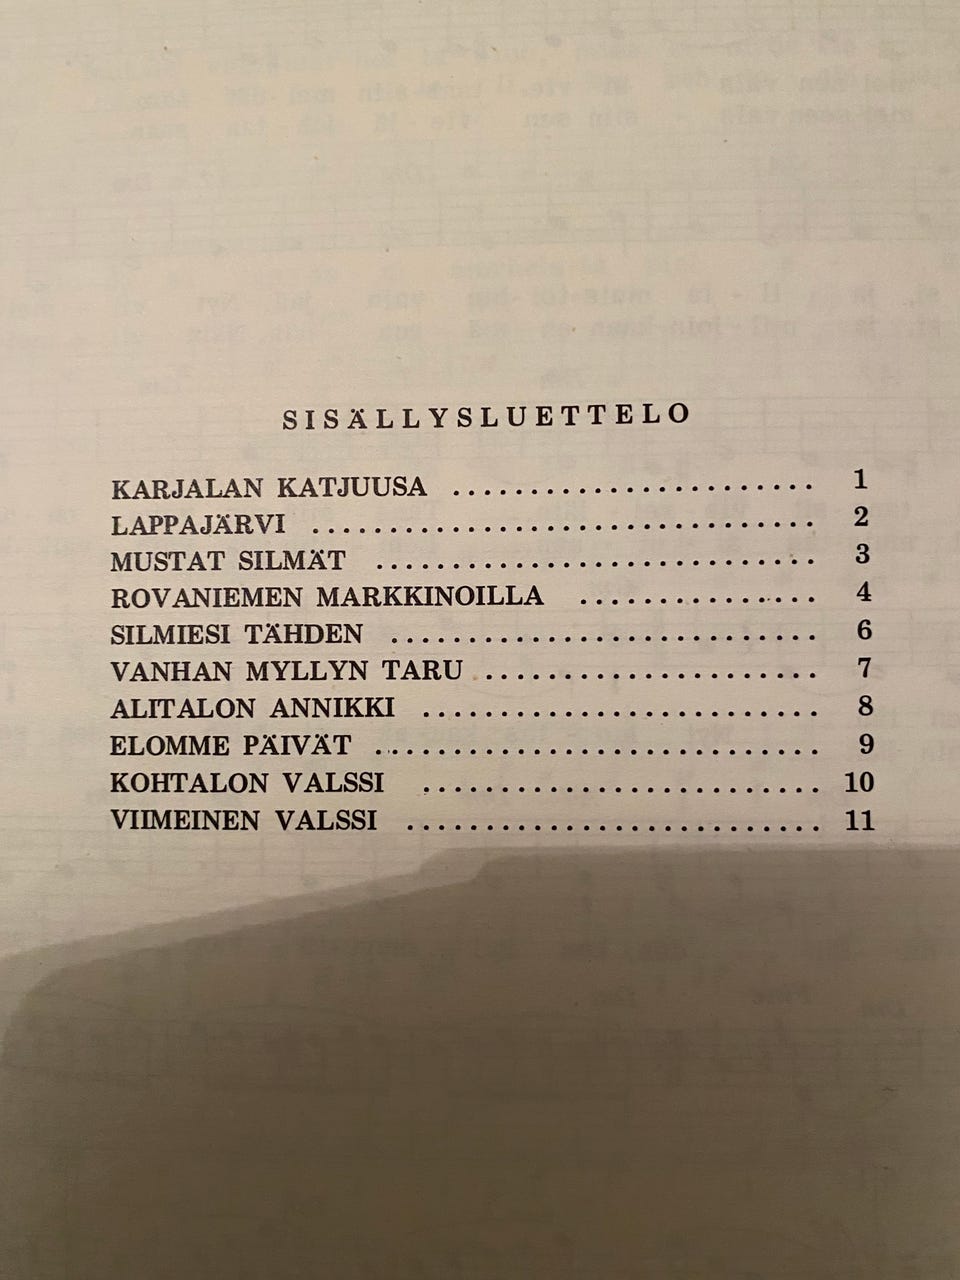 SISÄLLYSLUETTELO
KARJALAN KATJUUSA ........................ 1
LAPPAJÄRVI ................................. 2
MUSTAT SILMÄT ............................. 3
ROVANIEMEN MARKKINOILLA ................ 4
SILMIESI TÄHDEN ............................ 6
VANHAN MYLLYN TARU ...................... 7
ALITALON ANNIKKI .......................... 8
ELOMME PÄIVÄT ............................. 9
KOHTALON VALSSI .......................... 10
VIIMEINEN VALSSI ........................... 11